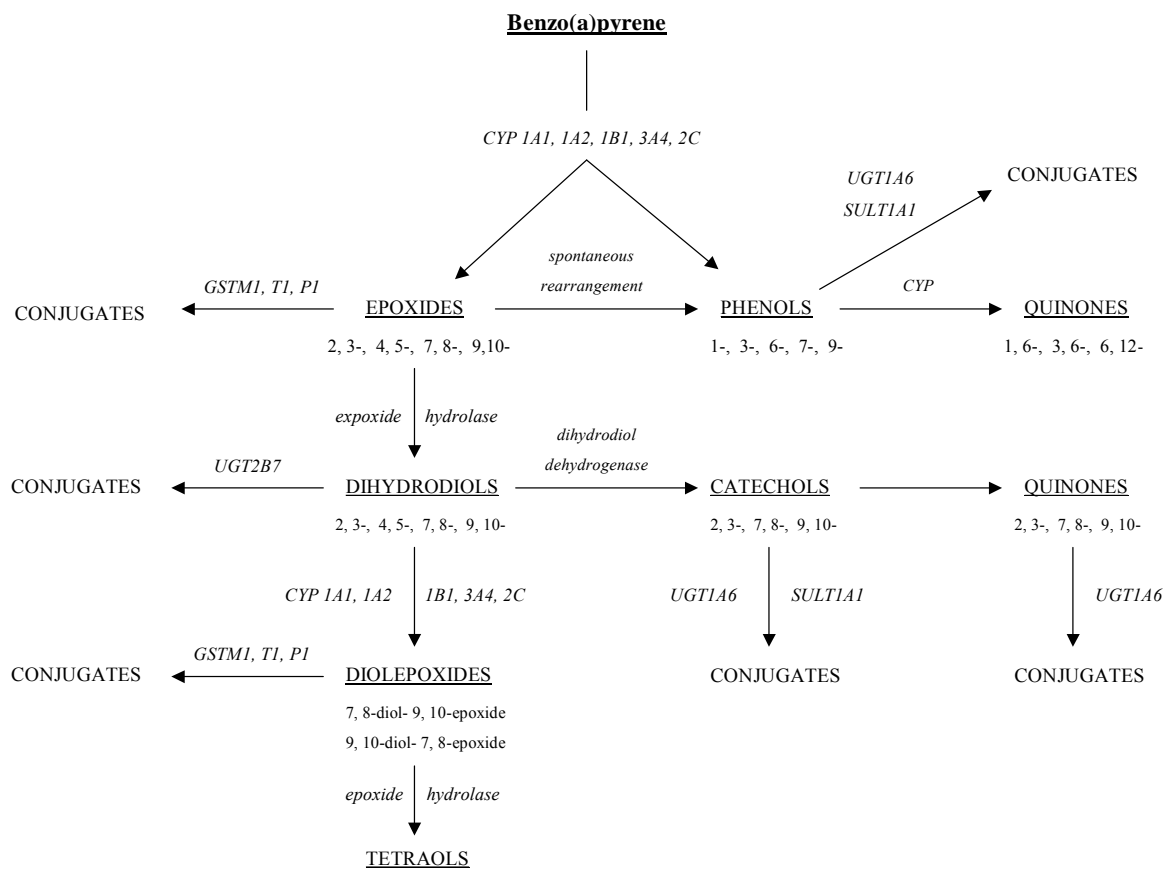 Benzo(a)pyrene
CYP 1A1, 1A2, 1B1, 3A4, 2C
UGT1A6
SULT1A1
CONJUGATES
spontaneous
rearrangement
GSTM1, T1, P1
CYP
CONJUGATES
EPOXIDES
PHENOLS
QUINONES
2, 3-, 4, 5-, 7, 8-, 9,10-
1-, 3-, 6-, 7-, 9-
1, 6-, 3, 6-, 6, 12-
expoxide hydrolase
dihydrodiol
dehydrogenase
UGT2B7
CONJUGATES
DIHYDRODIOLS
CATECHOLS
QUINONES
2, 3-, 4, 5-, 7, 8-, 9, 10-
2, 3-, 7, 8-, 9, 10-
2, 3-, 7, 8-, 9, 10-
CYP 1A1, 1A2 1B1, 3A4, 2C
UGT1A6 SULT1A1
UGT1A6
GSTM1, T1, P1
CONJUGATES
DIOLEPOXIDES
CONJUGATES
CONJUGATES
7, 8-diol- 9, 10-epoxide
9, 10-diol- 7, 8-epoxide
epoxide hydrolase
TETRAOLS